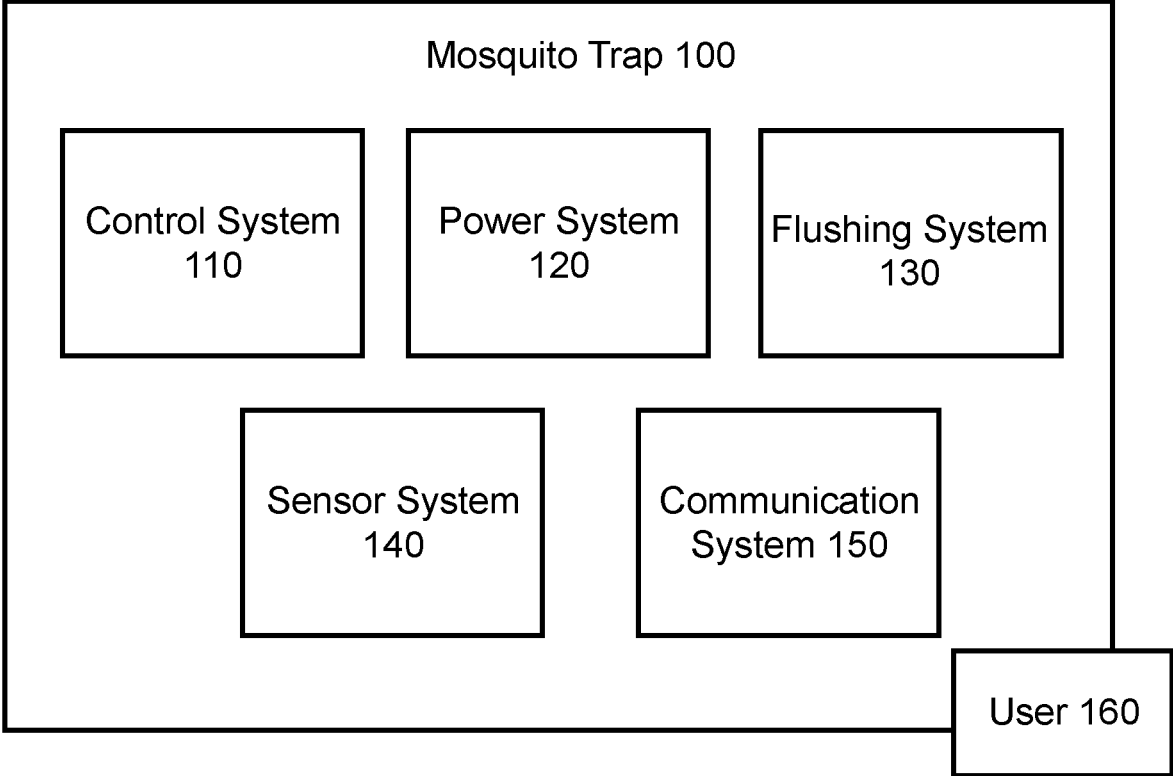 Mosquito Trap 100
Control System
110
Power System
120
Flushing System
130
Sensor System
140
Communication
System 150
User 160